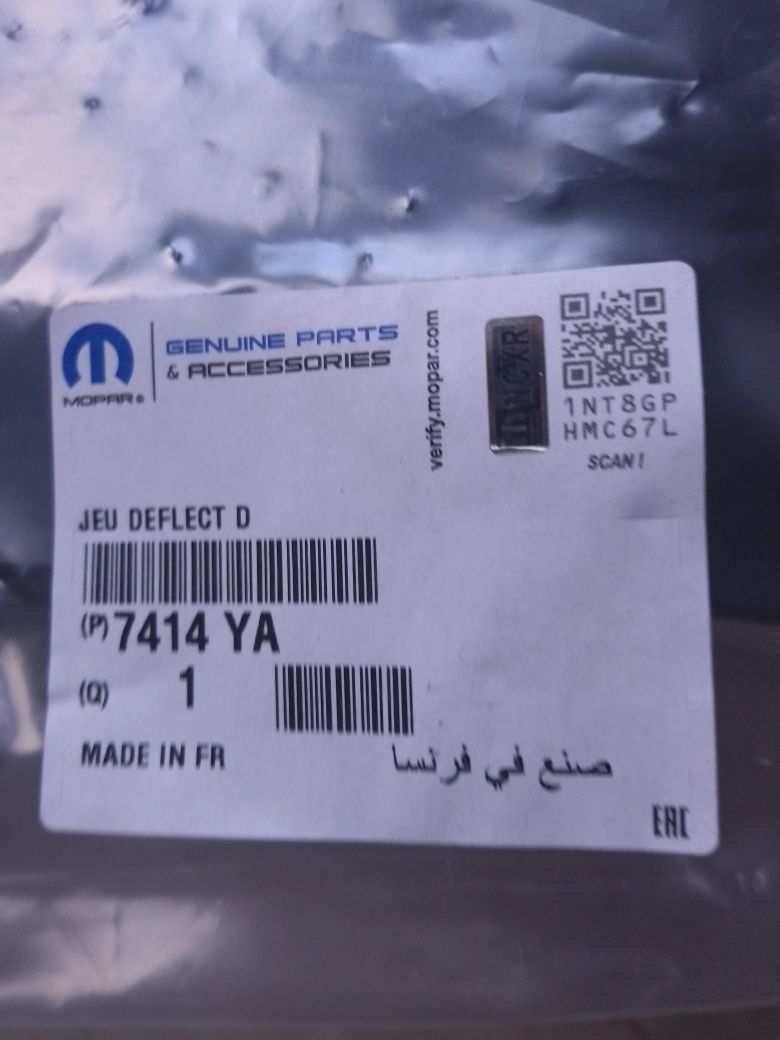 MOPAR®
GENUINE PARTS
& ACCESSORIES
verify.mopar.com
1NT8GP
HMC67L
SCAN!
JEU DEFLECT D
(P) 7414 YA
(Q) 1
MADE IN FR
صنع في فرنسا
EAC